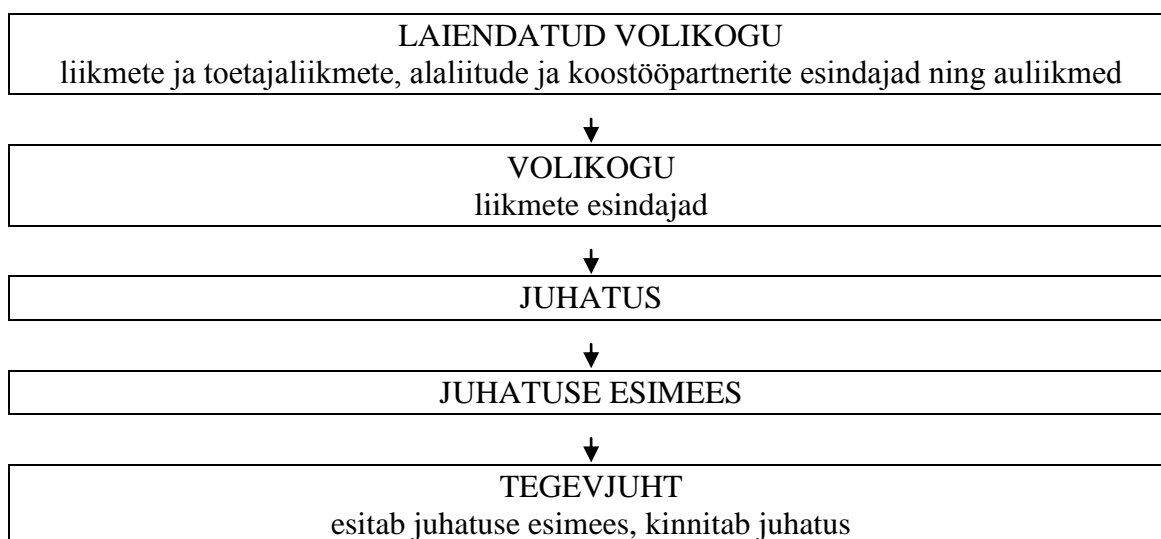 LAIENDATUD VOLIKOGU
liikmete ja toetajaliikmete, alaliitude ja koostööpartnerite esindajad ning auliikmed
VOLIKOGU
liikmete esindajad
JUHATUS
JUHATUSE ESIMEES
TEGEVJUHT
esitab juhatuse esimees, kinnitab juhatus